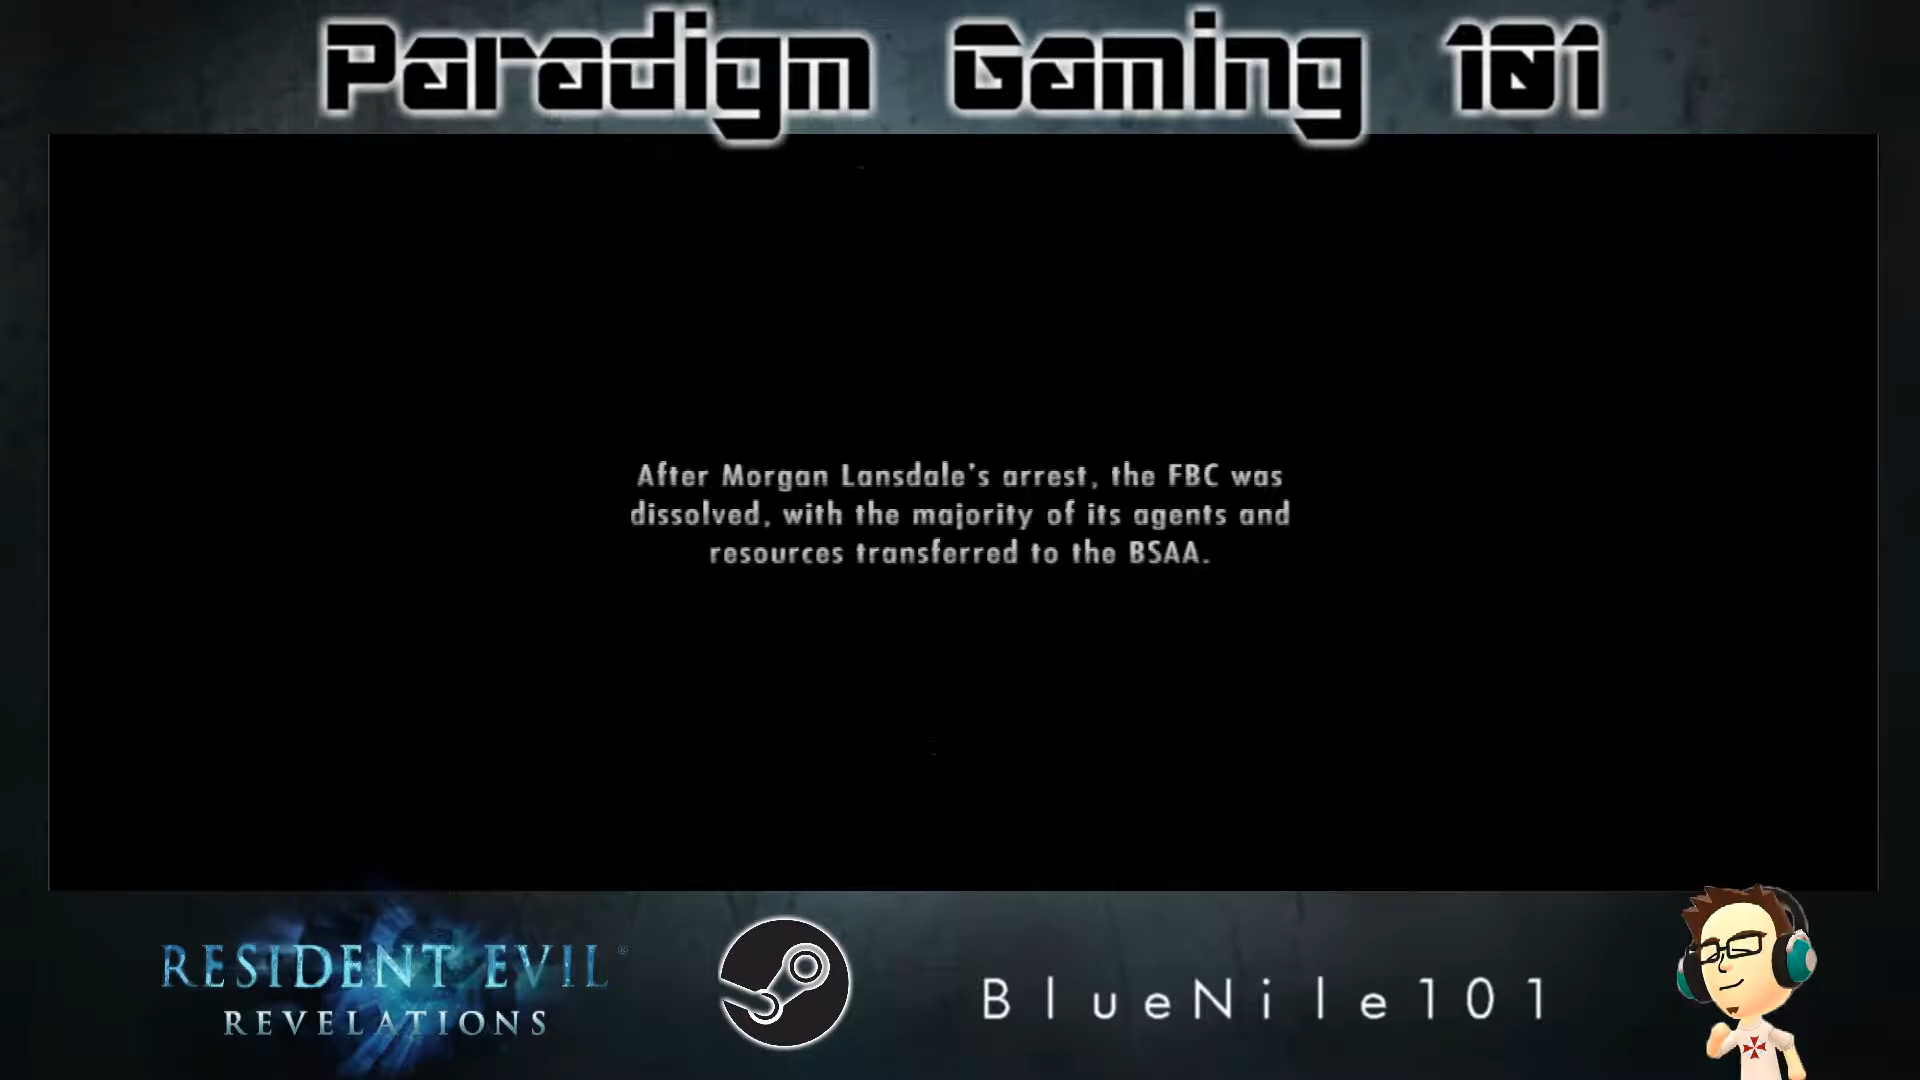 Paradigm Gaming 101
After Morgan Lansdale's arrest, the FBC was
dissolved, with the majority of its agents and
resources transferred to the BSAA.
RESIDENT EVIL®
REVELATIONS
BlueNile101